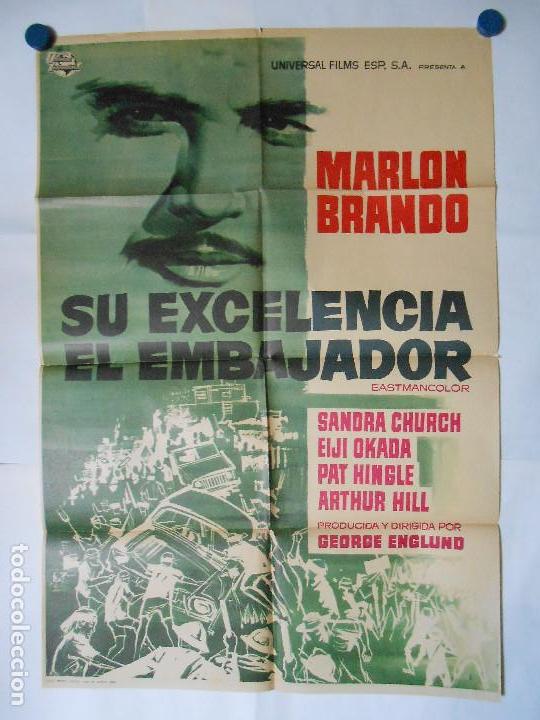 UNIVERSAL FILMS ESP, S.A. PRESENTA A
MARLON
BRANDO
SU EXCELENCIA
EL EMBAJADOR
EASTMANCOLOR
SANDRA CHURCH
EIJI OKADA
PAT HINGLE
ARTHUR HILL
PRODUCIDA Y DIRIGIDA POR
GEORGE ENGLUND
todocoleccion